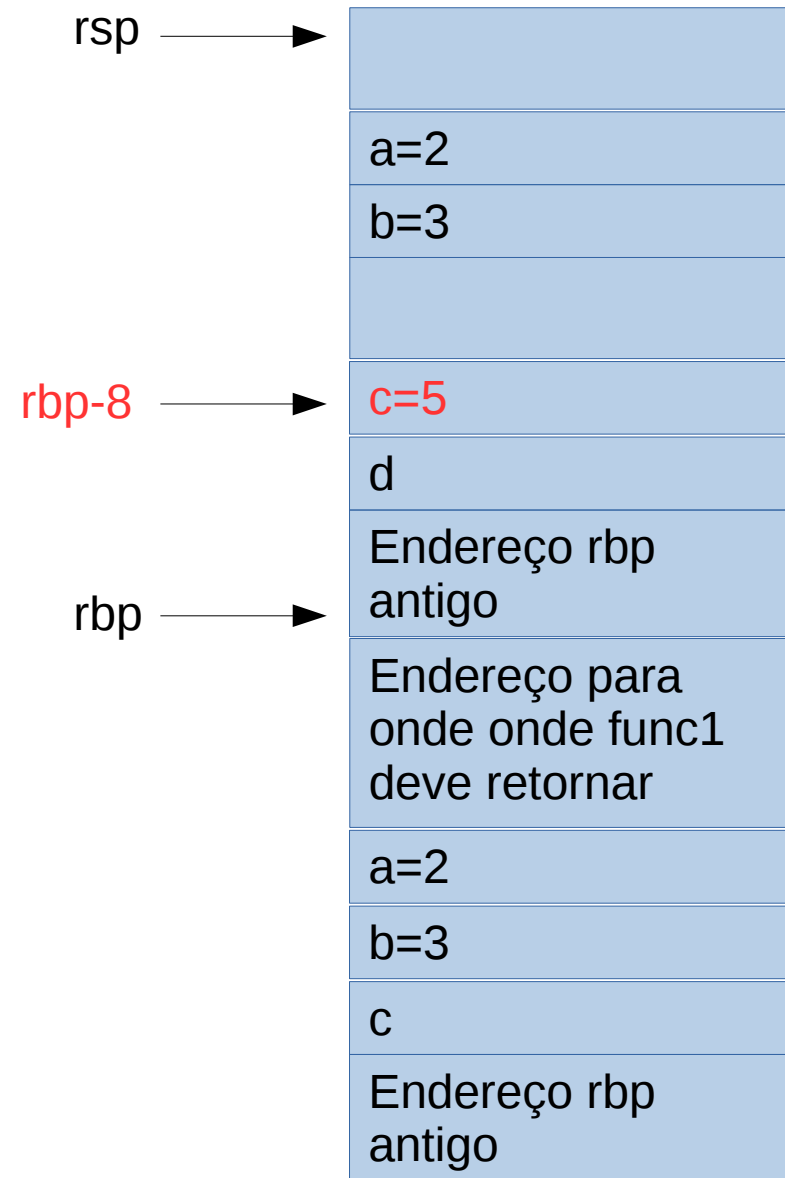 rsp
a=2
b=3
rbp-8
c=5
d
Endereço rbp
antigo
rbp
Endereço para
onde onde func1
deve retornar
a=2
b=3
c
Endereço rbp
antigo